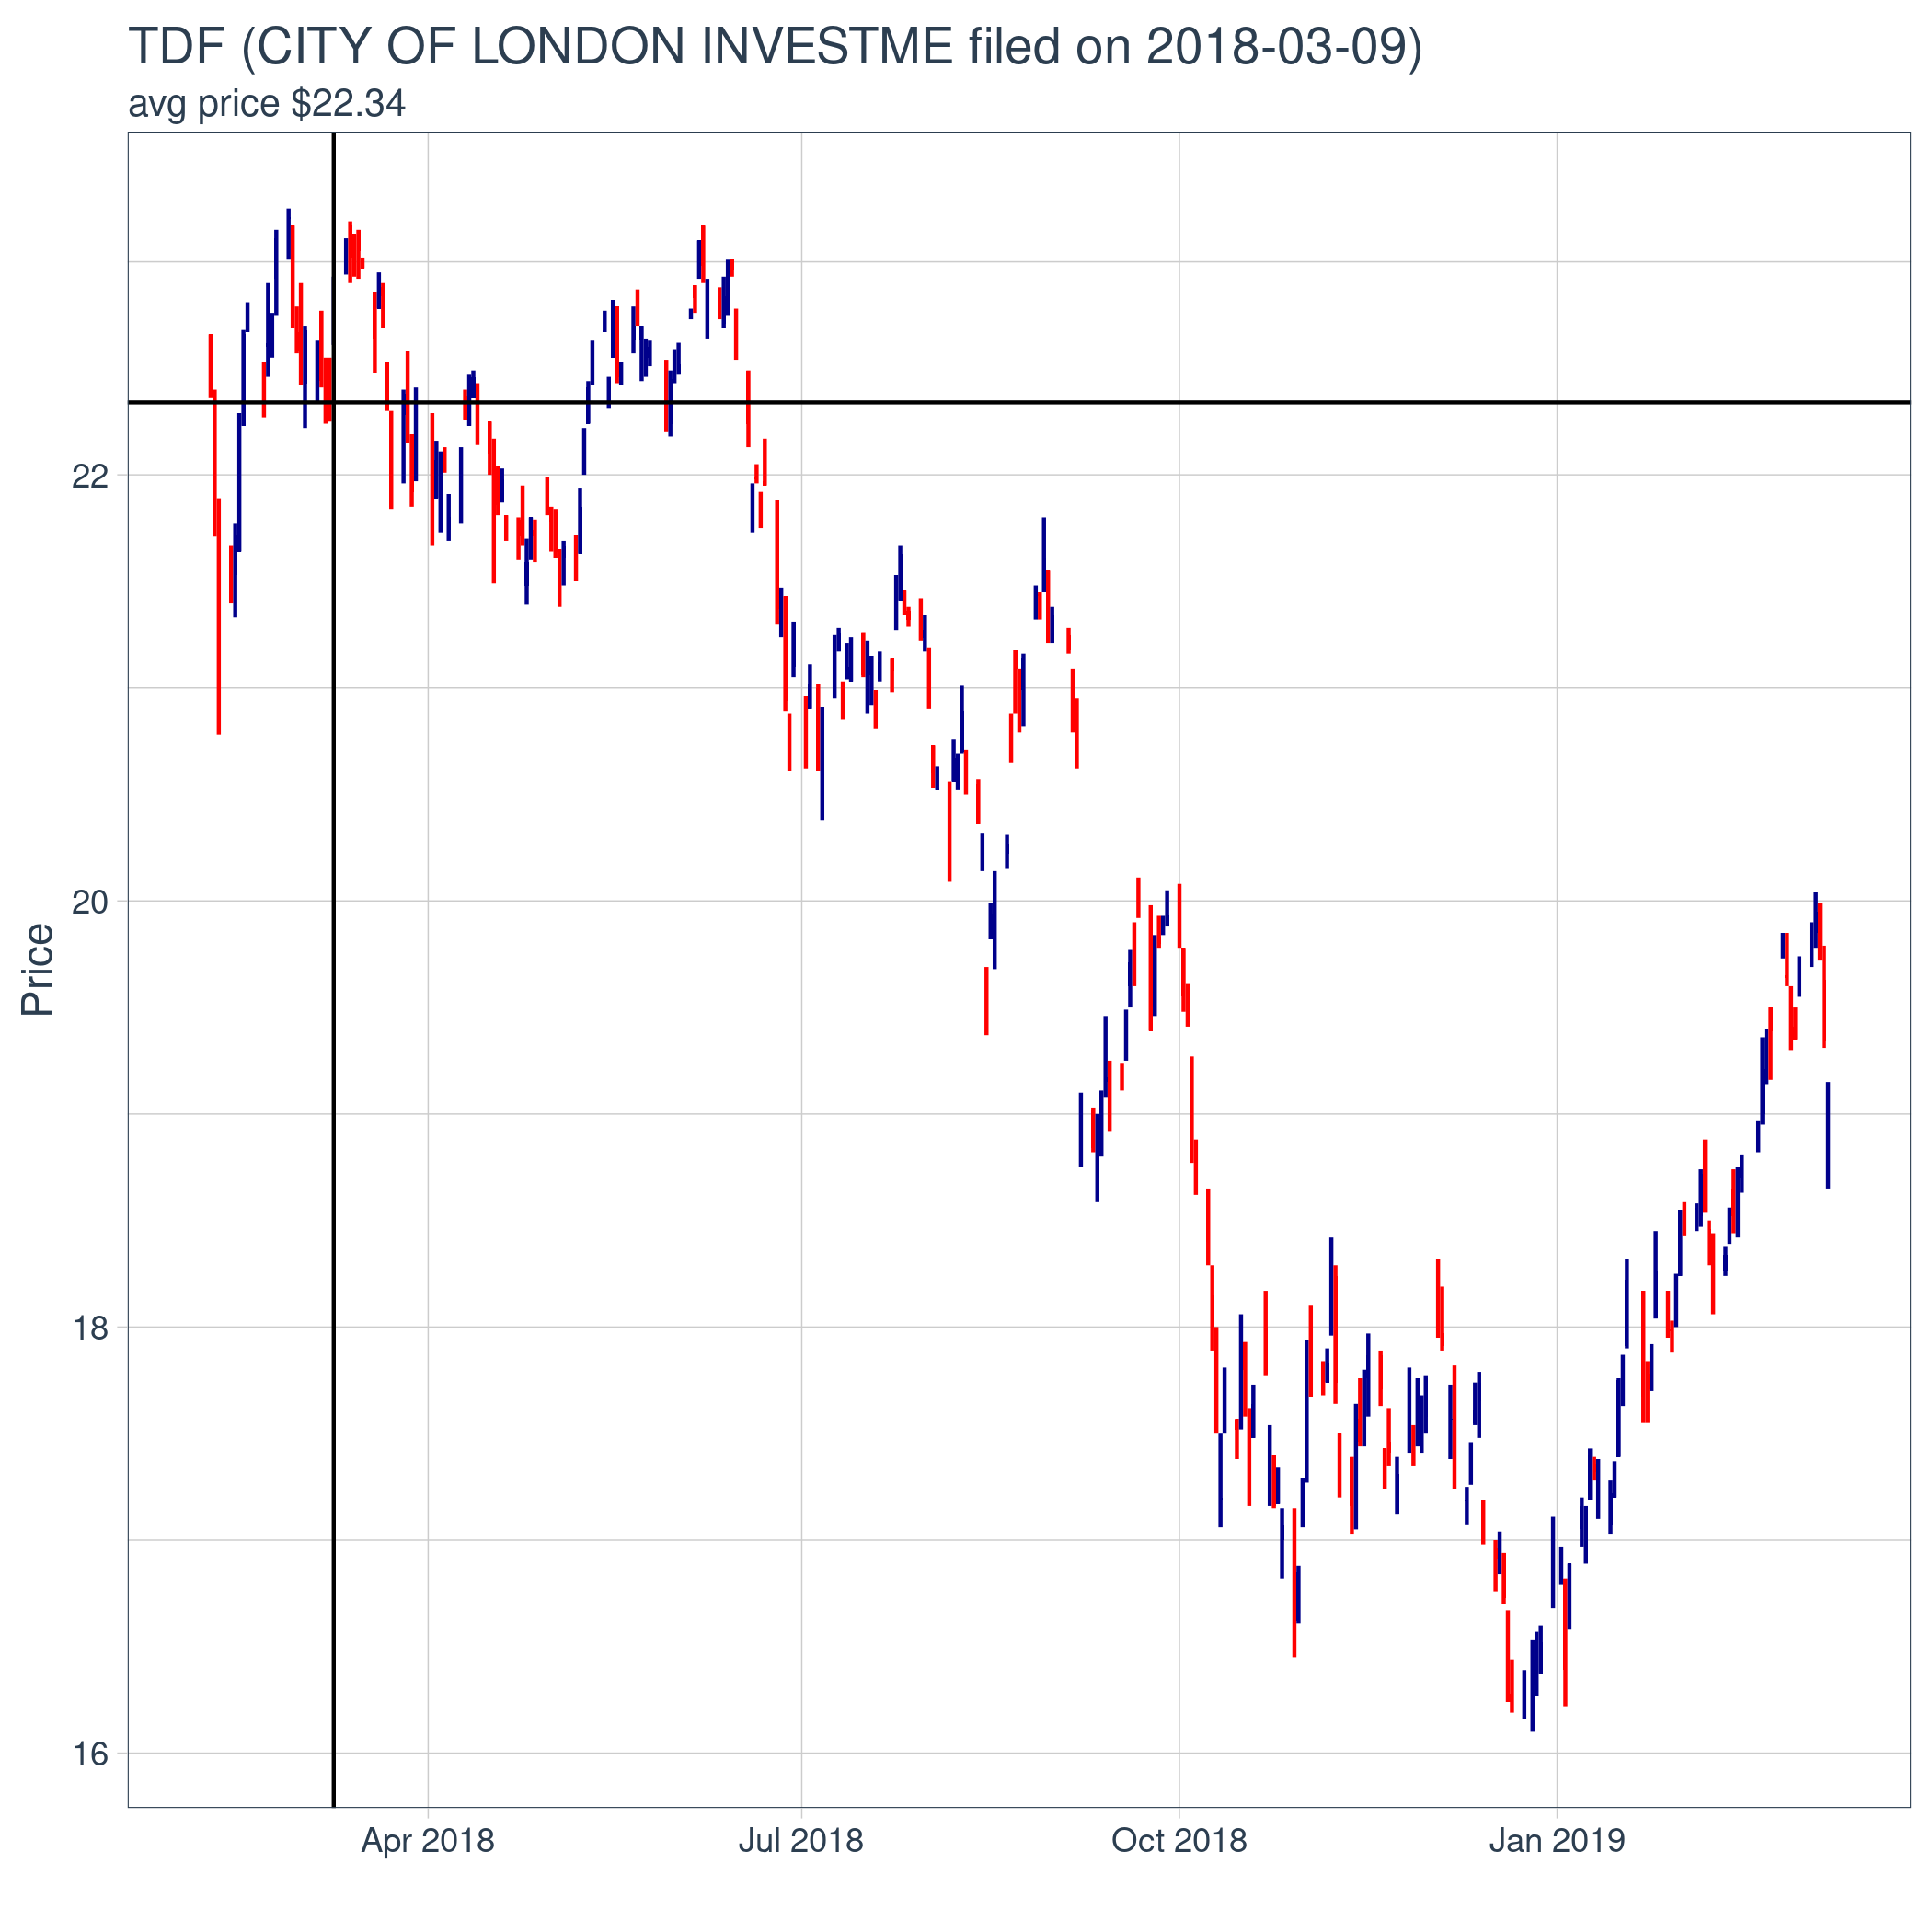 TDF (CITY OF LONDON INVESTME filed on 2018-03-09)
avg price $22.34
22
20
18
16
Price
Apr 2018
Jul 2018
Oct 2018
Jan 2019